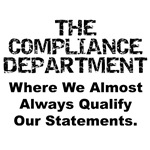 THE
COMPLIANCE
DEPARTMENT
Where We Almost
Always Qualify
Our Statements.